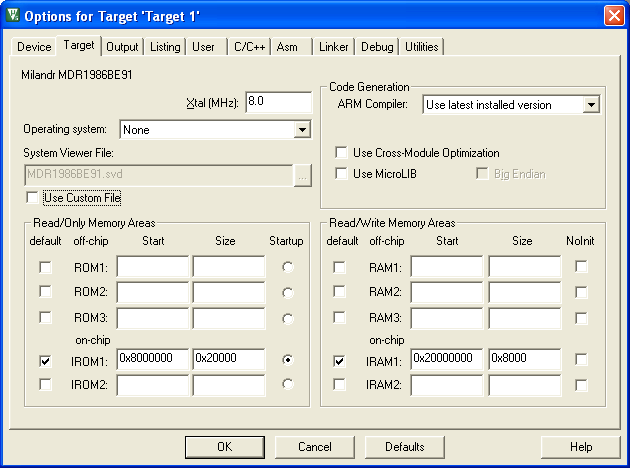 Options for Target 'Target 1'
Device Target Output Listing User C/C++ Asm Linker Debug Utilities
Milandr MDR1986BE91
Xtal (MHz): 8.0
Operating system: None
System Viewer File:
MDR1986BE91.svd ...
Use Custom File
Code Generation
ARM Compiler: Use latest installed version
Use Cross-Module Optimization
Use MicroLIB Big Endian
Read/Only Memory Areas
default off-chip Start Size Startup
ROM1:
ROM2:
ROM3:
on-chip
IROM1: 0x8000000 0x20000
IROM2:
Read/Write Memory Areas
default off-chip Start Size NoInit
RAM1:
RAM2:
RAM3:
on-chip
IRAM1: 0x20000000 0x8000
IRAM2:
OK Cancel Defaults Help